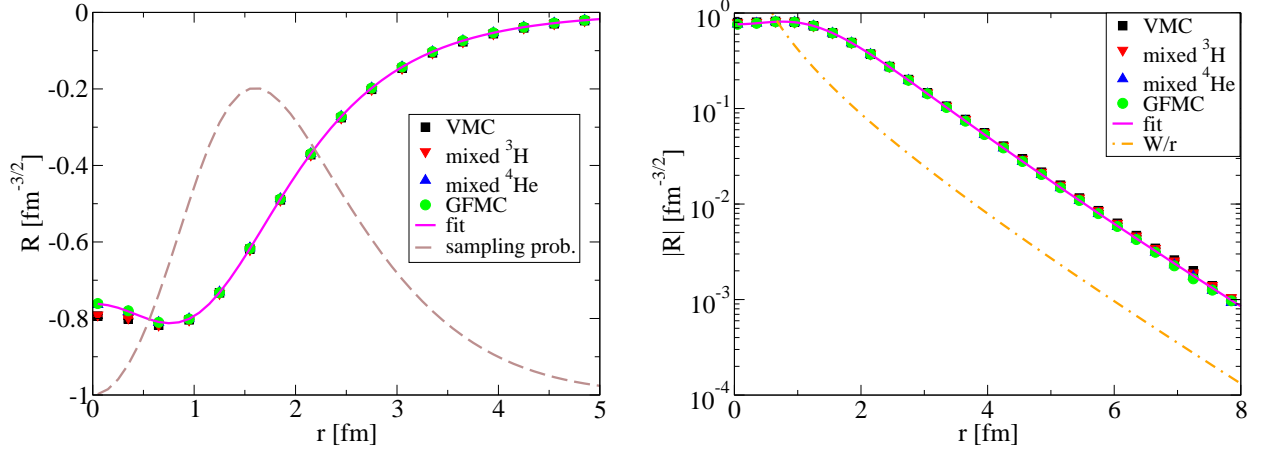 0
-0.2
-0.4
-0.6
-0.8
-1
R [fm^-3/2]
0 1 2 3 4 5
r [fm]
VMC
mixed ^3H
mixed ^4He
GFMC
fit
sampling prob.
10^0
10^-1
10^-2
10^-3
10^-4
|R| [fm^-3/2]
0 2 4 6 8
r [fm]
VMC
mixed ^3H
mixed ^4He
GFMC
fit
W/r